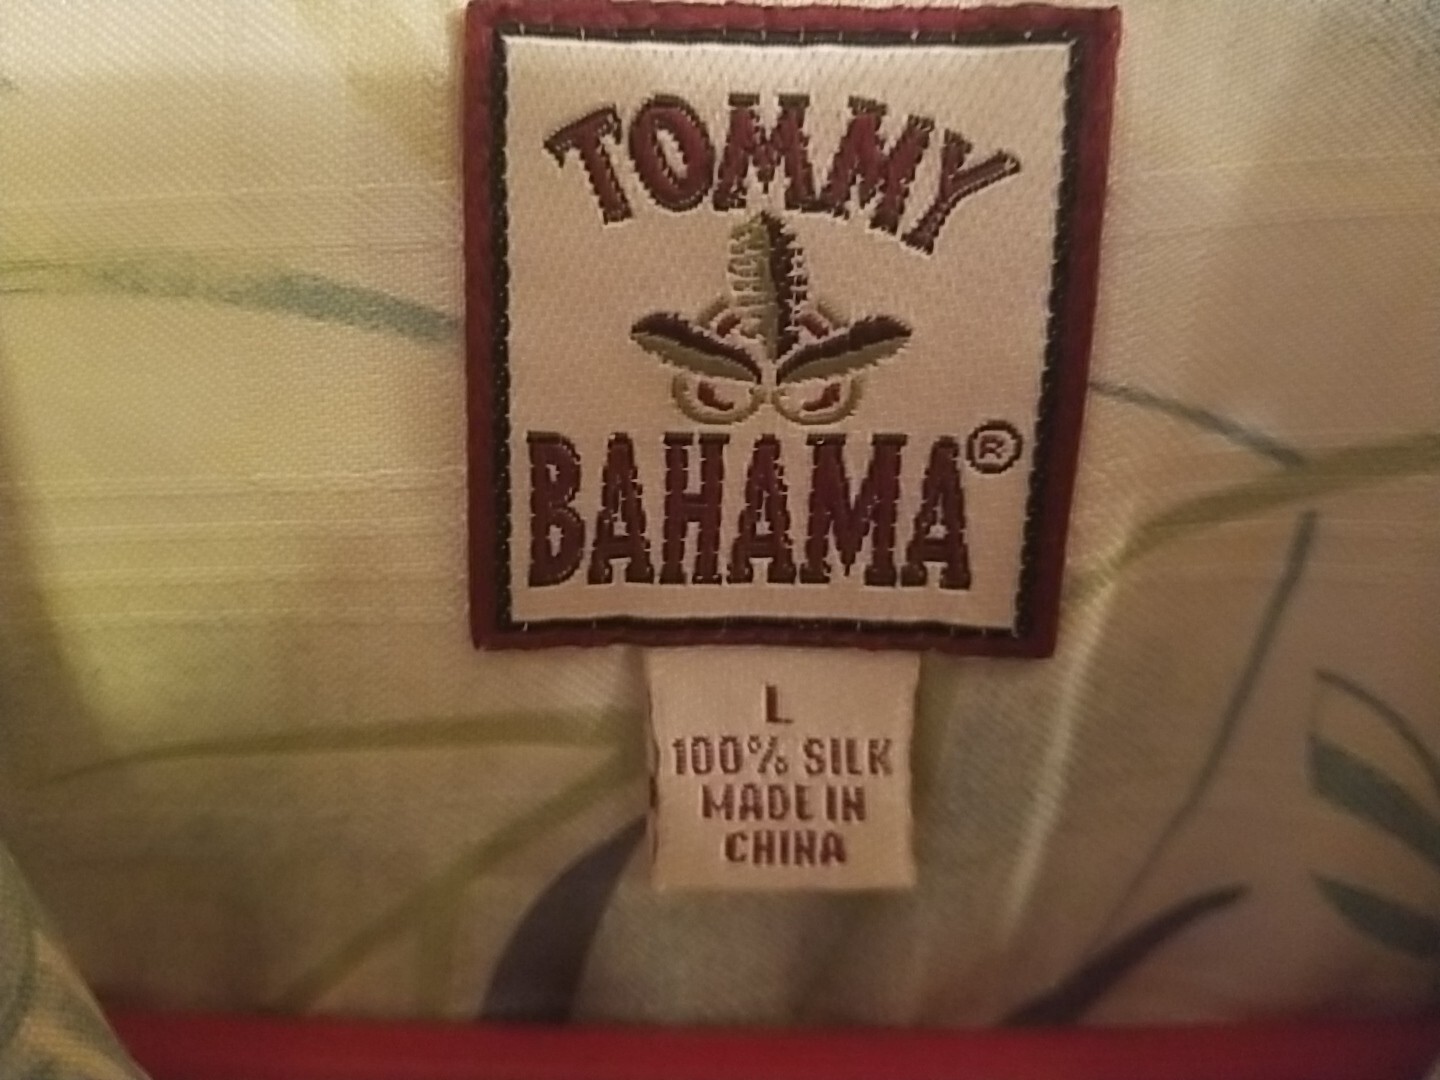 TOMMY
BAHAMA®
L
100% SILK
MADE IN
CHINA